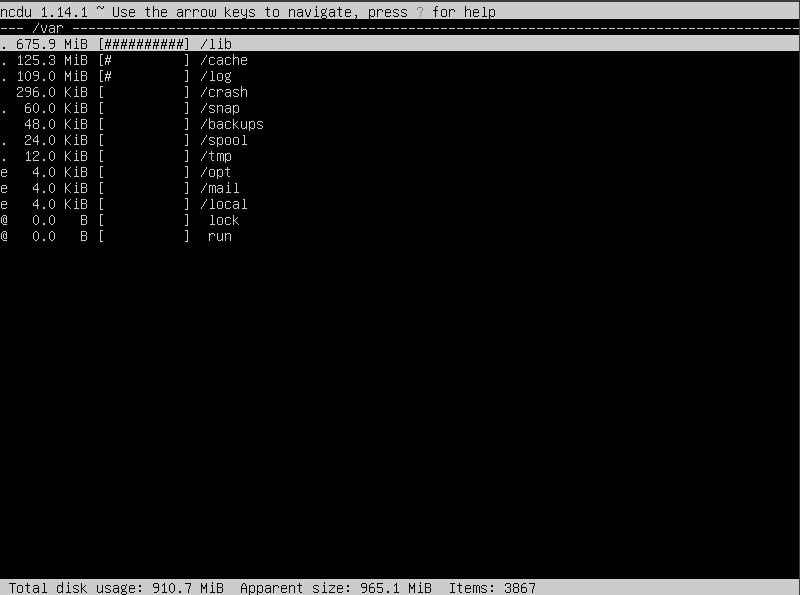 ncdu 1.14.1 ~ Use the arrow keys to navigate, press ? for help
--- /var -------------------------------------------------------------------------------------------
. 675.9 MiB [##########] /lib
. 125.3 MiB [#         ] /cache
. 109.0 MiB [#         ] /log
  296.0 KiB [          ] /crash
.  60.0 KiB [          ] /snap
   48.0 KiB [          ] /backups
.  24.0 KiB [          ] /spool
.  12.0 KiB [          ] /tmp
e   4.0 KiB [          ] /opt
e   4.0 KiB [          ] /mail
e   4.0 KiB [          ] /local
@   0.0   B [          ]  lock
@   0.0   B [          ]  run
Total disk usage: 910.7 MiB  Apparent size: 965.1 MiB  Items: 3867